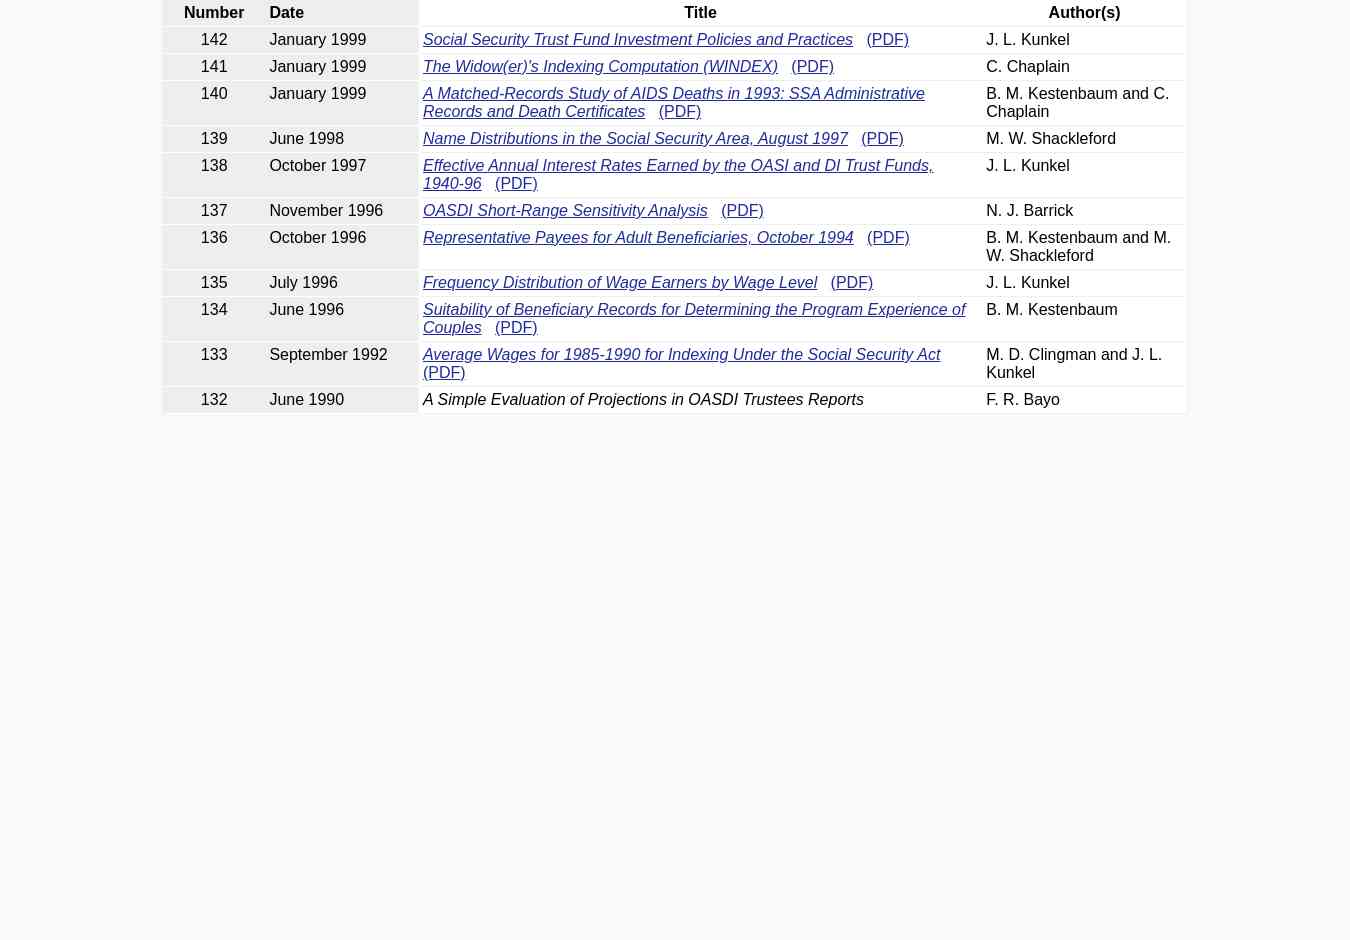 Number Date Title Author(s)
142 January 1999 Social Security Trust Fund Investment Policies and Practices (PDF) J. L. Kunkel
141 January 1999 The Widow(er)'s Indexing Computation (WINDEX) (PDF) C. Chaplain
140 January 1999 A Matched-Records Study of AIDS Deaths in 1993: SSA Administrative B. M. Kestenbaum and C.
Records and Death Certificates (PDF) Chaplain
139 June 1998 Name Distributions in the Social Security Area, August 1997 (PDF) M. W. Shackleford
138 October 1997 Effective Annual Interest Rates Earned by the OASI and DI Trust Funds, J. L. Kunkel
1940-96 (PDF)
137 November 1996 OASDI Short-Range Sensitivity Analysis (PDF) N. J. Barrick
136 October 1996 Representative Payees for Adult Beneficiaries, October 1994 (PDF) B. M. Kestenbaum and M.
W. Shackleford
135 July 1996 Frequency Distribution of Wage Earners by Wage Level (PDF) J. L. Kunkel
134 June 1996 Suitability of Beneficiary Records for Determining the Program Experience of B. M. Kestenbaum
Couples (PDF)
133 September 1992 Average Wages for 1985-1990 for Indexing Under the Social Security Act M. D. Clingman and J. L.
(PDF) Kunkel
132 June 1990 A Simple Evaluation of Projections in OASDI Trustees Reports F. R. Bayo